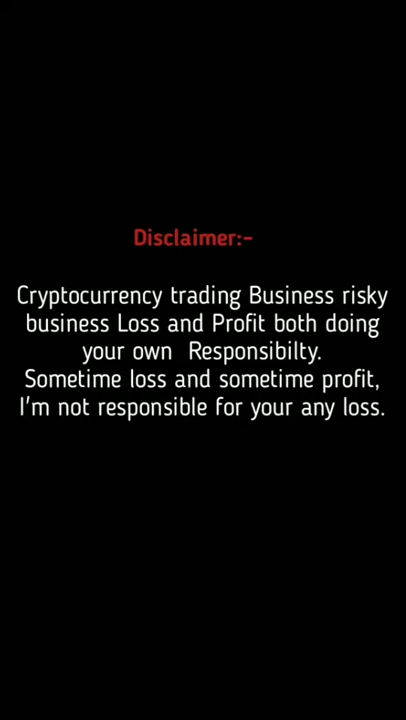 Disclaimer:-
Cryptocurrency trading Business risky
business Loss and Profit both doing
your own Responsibilty.
Sometime loss and sometime profit,
I'm not responsible for your any loss.